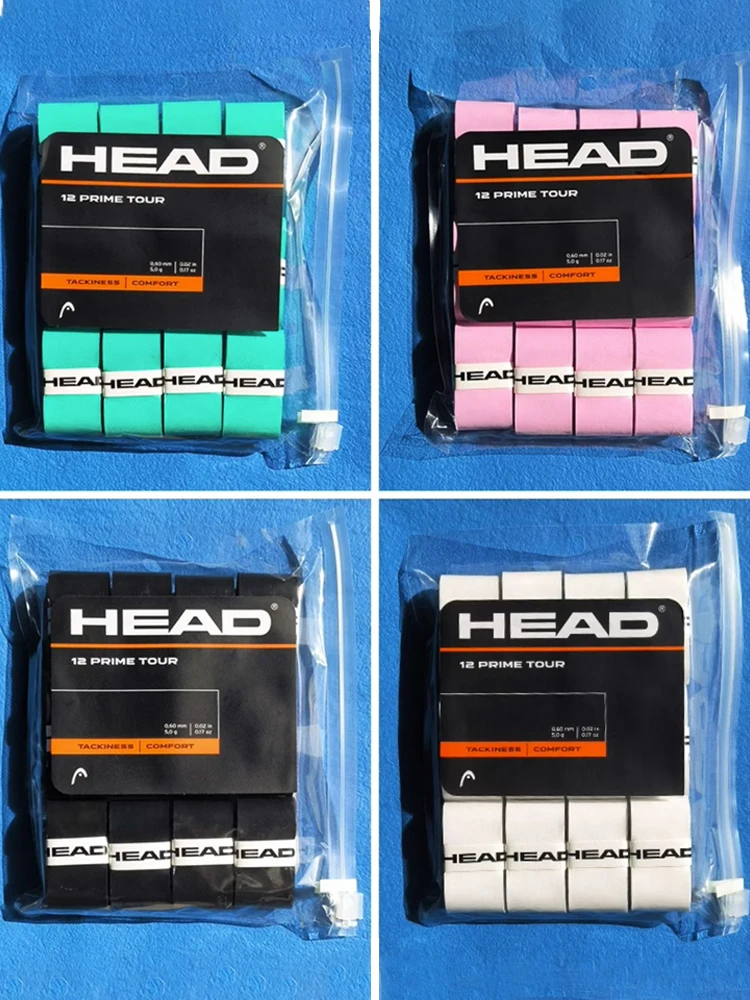 HEAD®
12 PRIME TOUR
0,60 mm | 0.02 in
5,0 g | 0.17 oz
TACKINESS | COMFORT
HEAD HEAD HEAD HEAD
HEAD®
12 PRIME TOUR
0,60 mm | 0.02 in
5,0 g | 0.17 oz
TACKINESS | COMFORT
HEAD HEAD HEAD HEAD
HEAD®
12 PRIME TOUR
0,60 mm | 0.02 in
5,0 g | 0.17 oz
TACKINESS | COMFORT
HEAD HEAD HEAD HEAD
HEAD®
12 PRIME TOUR
0,60 mm | 0.02 in
5,0 g | 0.17 oz
TACKINESS | COMFORT
HEAD HEAD HEAD HEAD